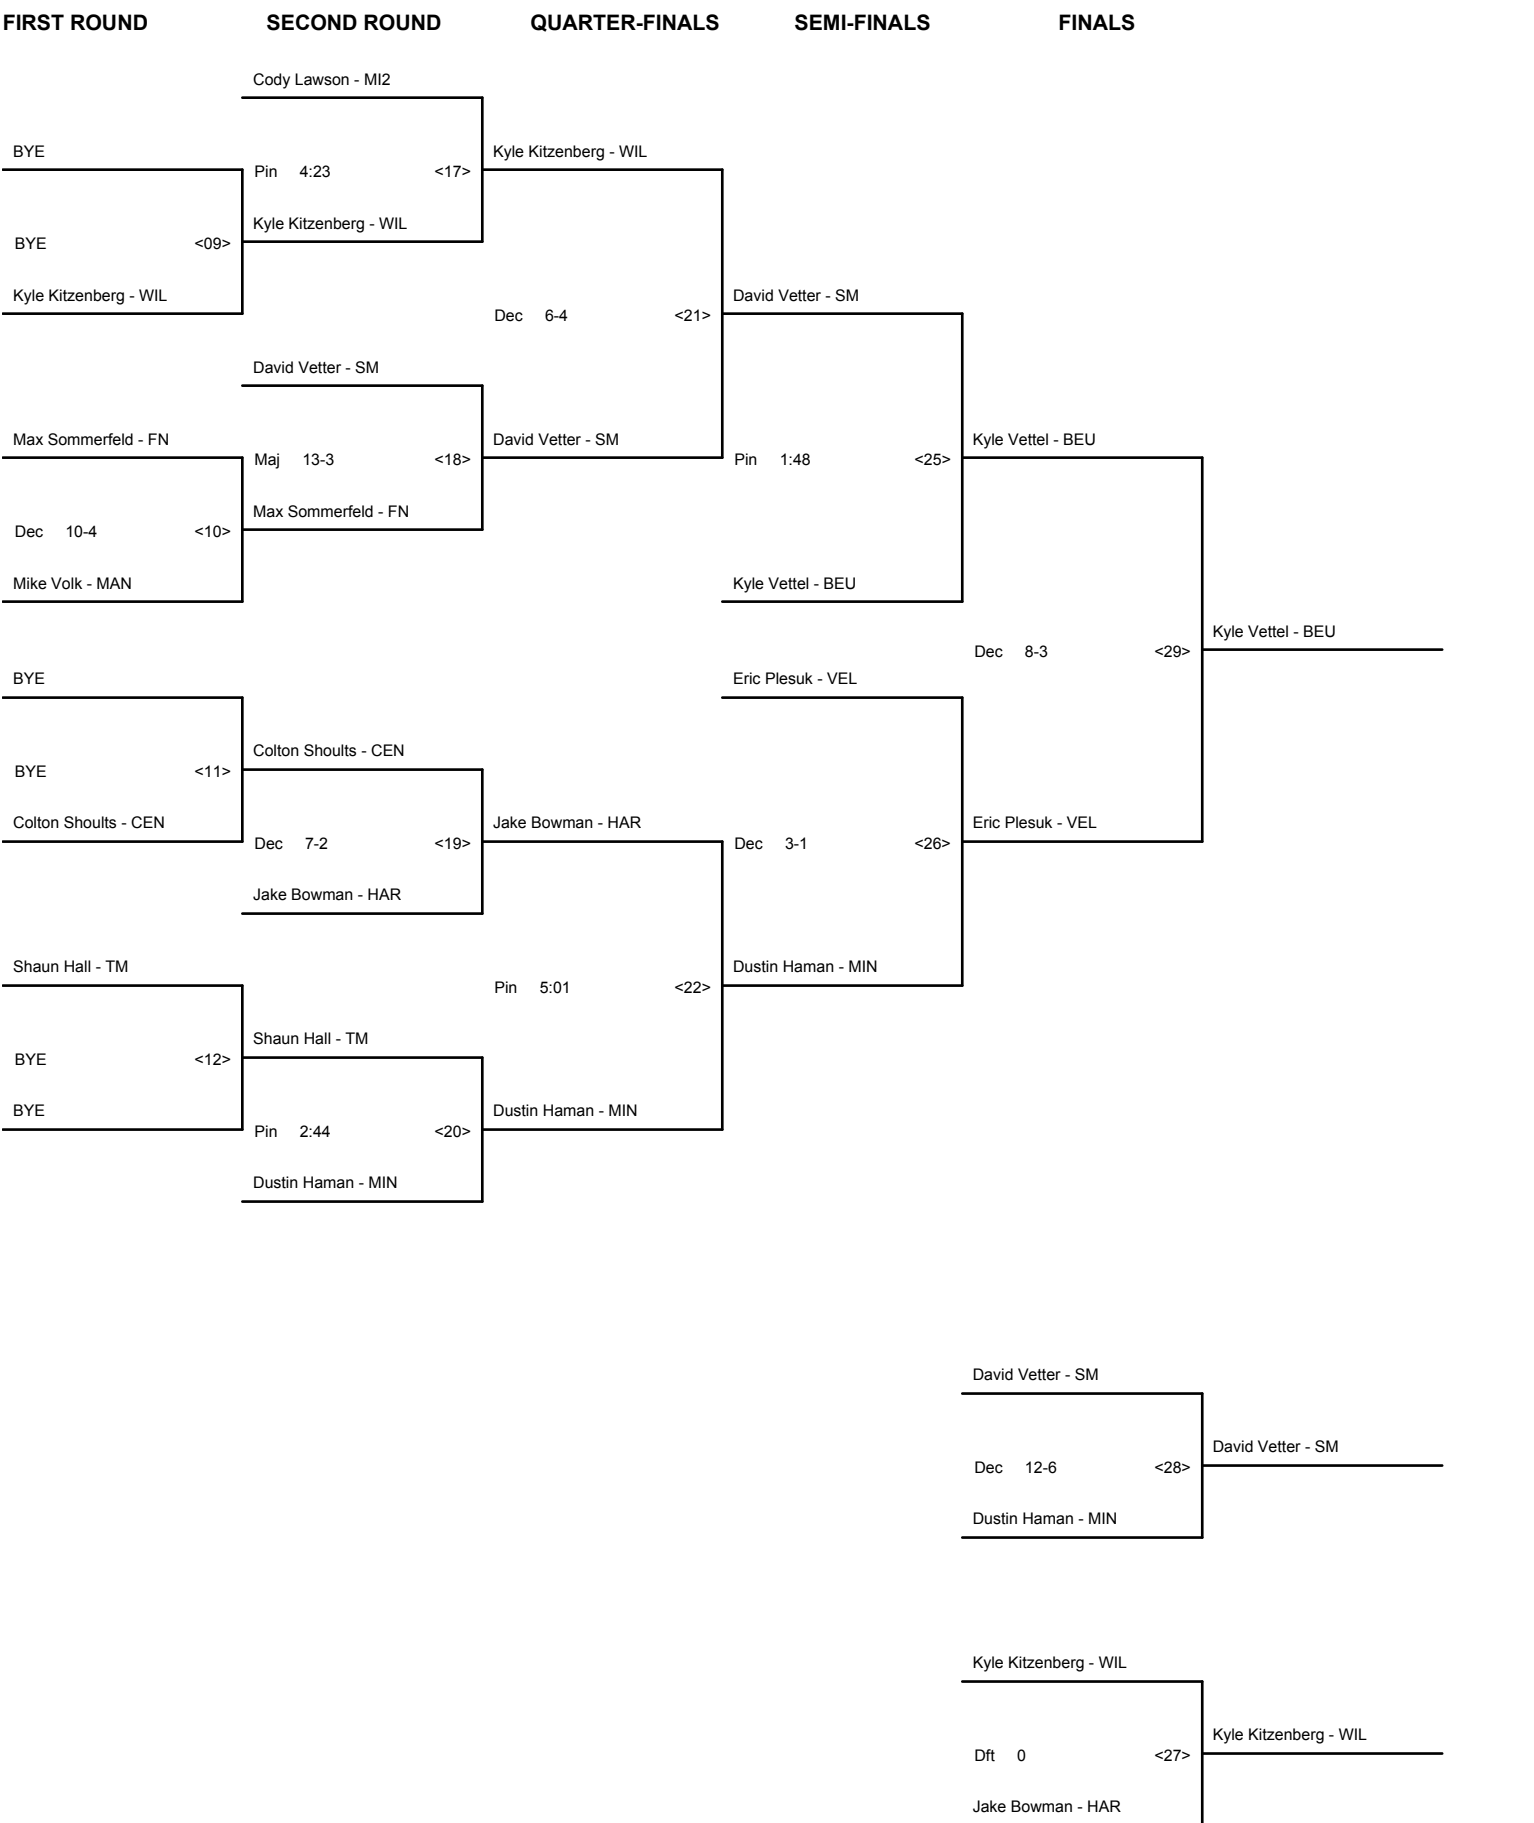 FIRST ROUND SECOND ROUND QUARTER-FINALS SEMI-FINALS FINALS
Cody Lawson - MI2
BYE Kyle Kitzenberg - WIL
Pin 4:23 <17>
Kyle Kitzenberg - WIL
BYE <09>
Kyle Kitzenberg - WIL David Vetter - SM
Dec 6-4 <21>
David Vetter - SM
Max Sommerfeld - FN David Vetter - SM Kyle Vettel - BEU
Maj 13-3 <18> Pin 1:48 <25>
Max Sommerfeld - FN
Dec 10-4 <10>
Mike Volk - MAN Kyle Vettel - BEU
Kyle Vettel - BEU
Dec 8-3 <29>
BYE Eric Plesuk - VEL
Colton Shoults - CEN
BYE <11>
Colton Shoults - CEN Jake Bowman - HAR Eric Plesuk - VEL
Dec 7-2 <19> Dec 3-1 <26>
Jake Bowman - HAR
Shaun Hall - TM Dustin Haman - MIN
Pin 5:01 <22>
Shaun Hall - TM
BYE <12>
BYE Dustin Haman - MIN
Pin 2:44 <20>
Dustin Haman - MIN
David Vetter - SM
David Vetter - SM
Dec 12-6 <28>
Dustin Haman - MIN
Kyle Kitzenberg - WIL
Kyle Kitzenberg - WIL
Dft 0 <27>
Jake Bowman - HAR